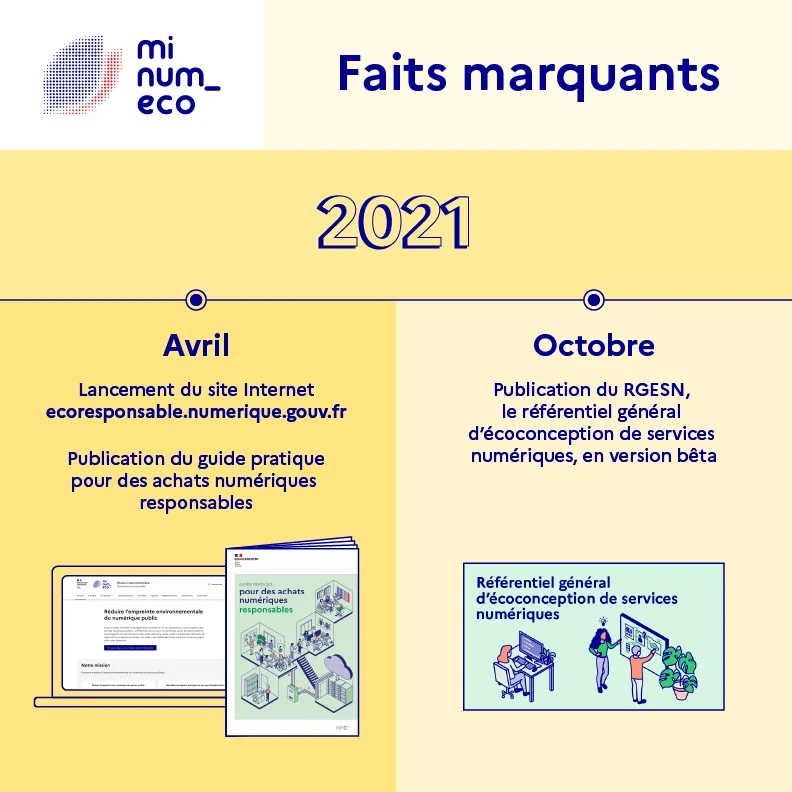 mi
num_
eco
Faits marquants
2021
Avril
Lancement du site Internet
ecoresponsable.numerique.gouv.fr
Publication du guide pratique
pour des achats numériques
responsables
Octobre
Publication du RGESN,
le référentiel général
d’écoconception de services
numériques, en version bêta
Réduire l’empreinte environnementale
du numérique public
Notre mission
GUIDE PRATIQUE
pour des achats
numériques
responsables
Référentiel général
d’écoconception de services
numériques